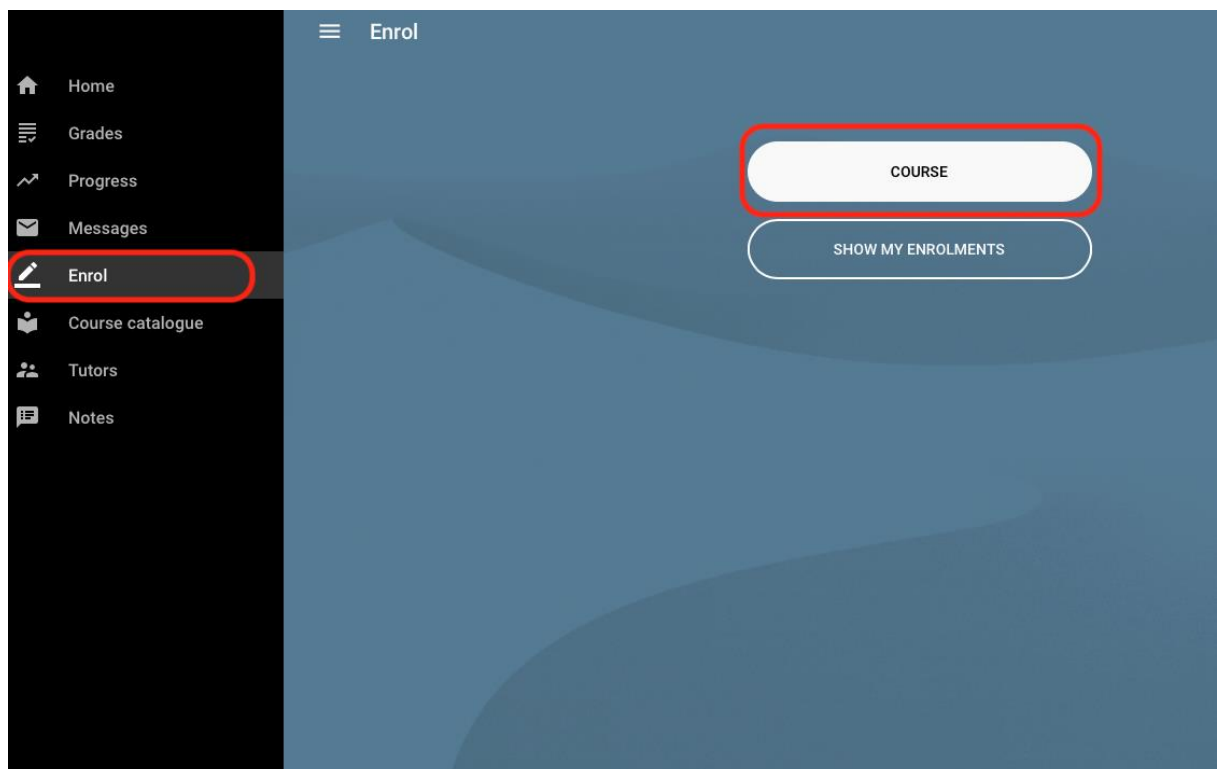 Enrol
Home
Grades
Progress
Messages
Enrol
Course catalogue
Tutors
Notes
COURSE
SHOW MY ENROLMENTS